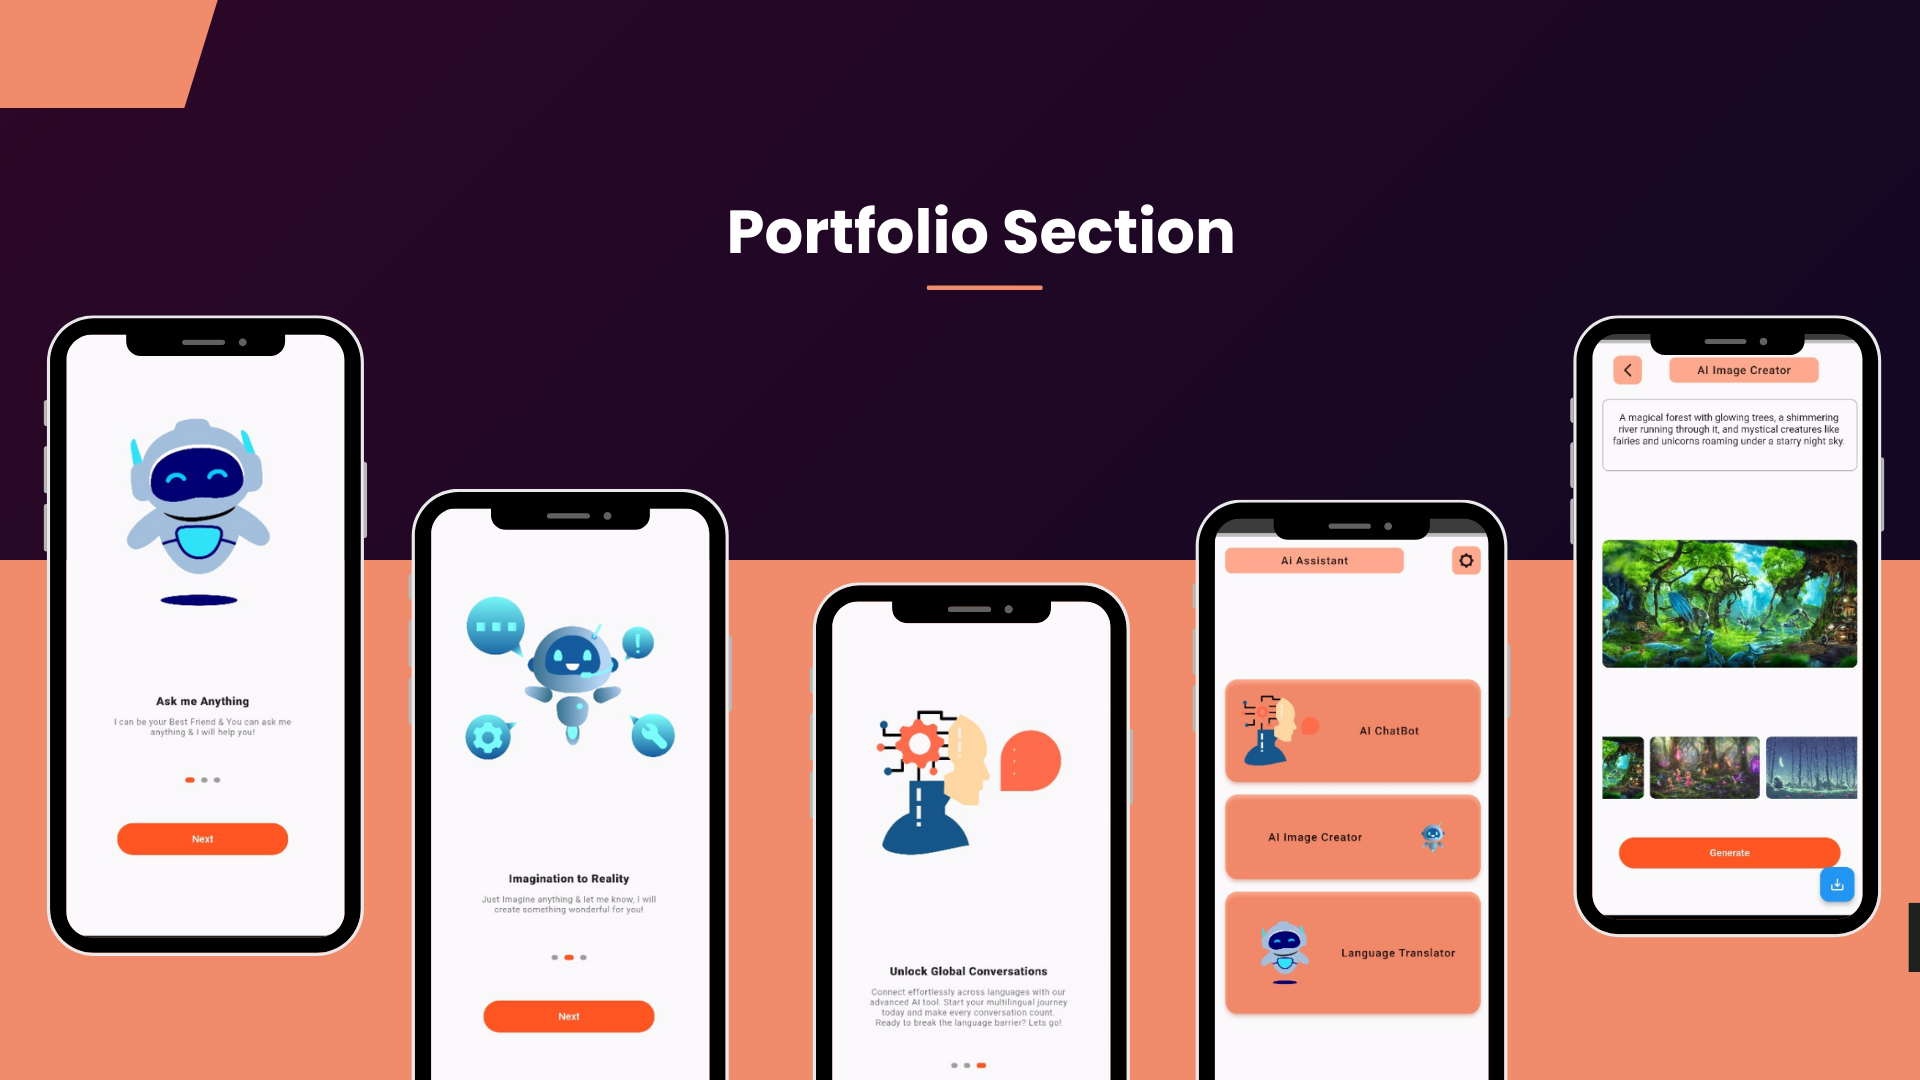 Portfolio Section
Ask me Anything
I can be your Best Friend & You can ask me
anything & I will help you!
Next
Imagination to Reality
Just Imagine anything & let me know, I will
create something wonderful for you!
Next
Unlock Global Conversations
Connect effortlessly across languages with our
advanced AI tool. Start your multilingual journey
today and make every conversation count.
Ready to break the language barrier? Lets go!
Ai Assistant
AI ChatBot
AI Image Creator
Language Translator
AI Image Creator
A magical forest with glowing trees, a shimmering
river running through it, and mystical creatures like
fairies and unicorns roaming under a starry night sky.
Generate